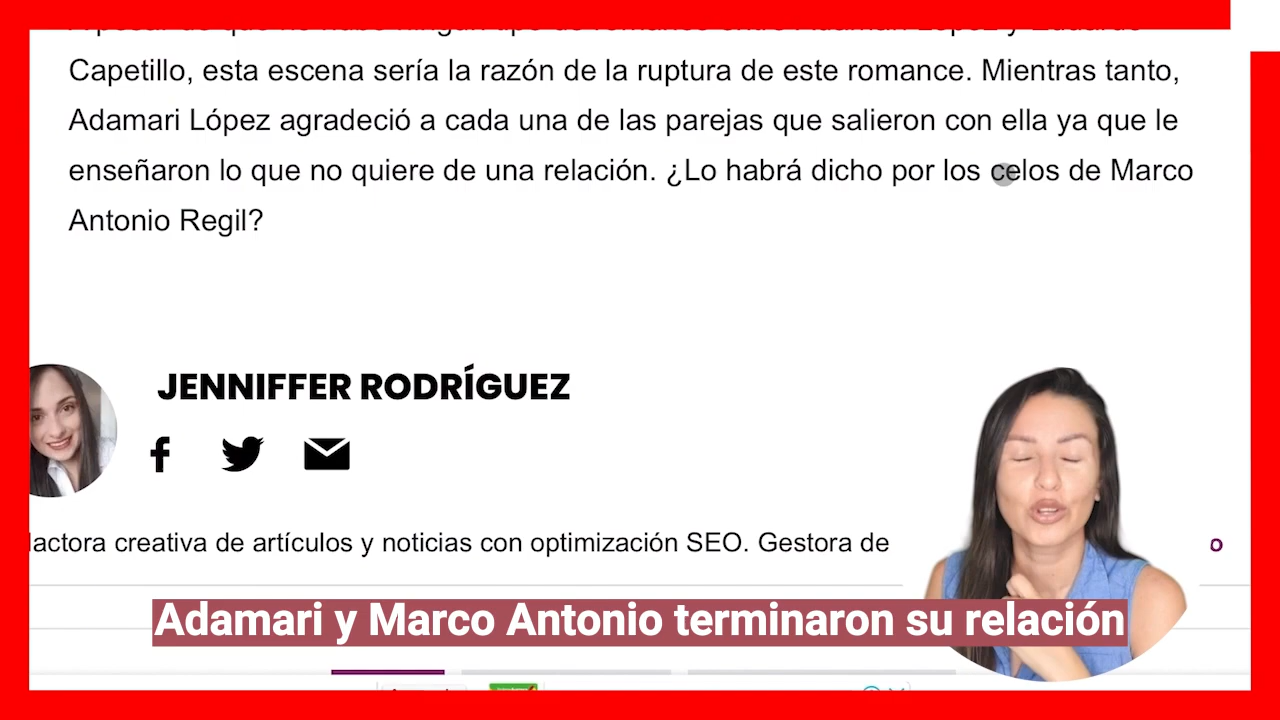 Capetillo, esta escena sería la razón de la ruptura de este romance. Mientras tanto,
Adamari López agradeció a cada una de las parejas que salieron con ella ya que le
enseñaron lo que no quiere de una relación. ¿Lo habrá dicho por los celos de Marco
Antonio Regil?
JENNIFFER RODRÍGUEZ
creativa de artículos y noticias con optimización SEO. Gestora de
Adamari y Marco Antonio terminaron su relación